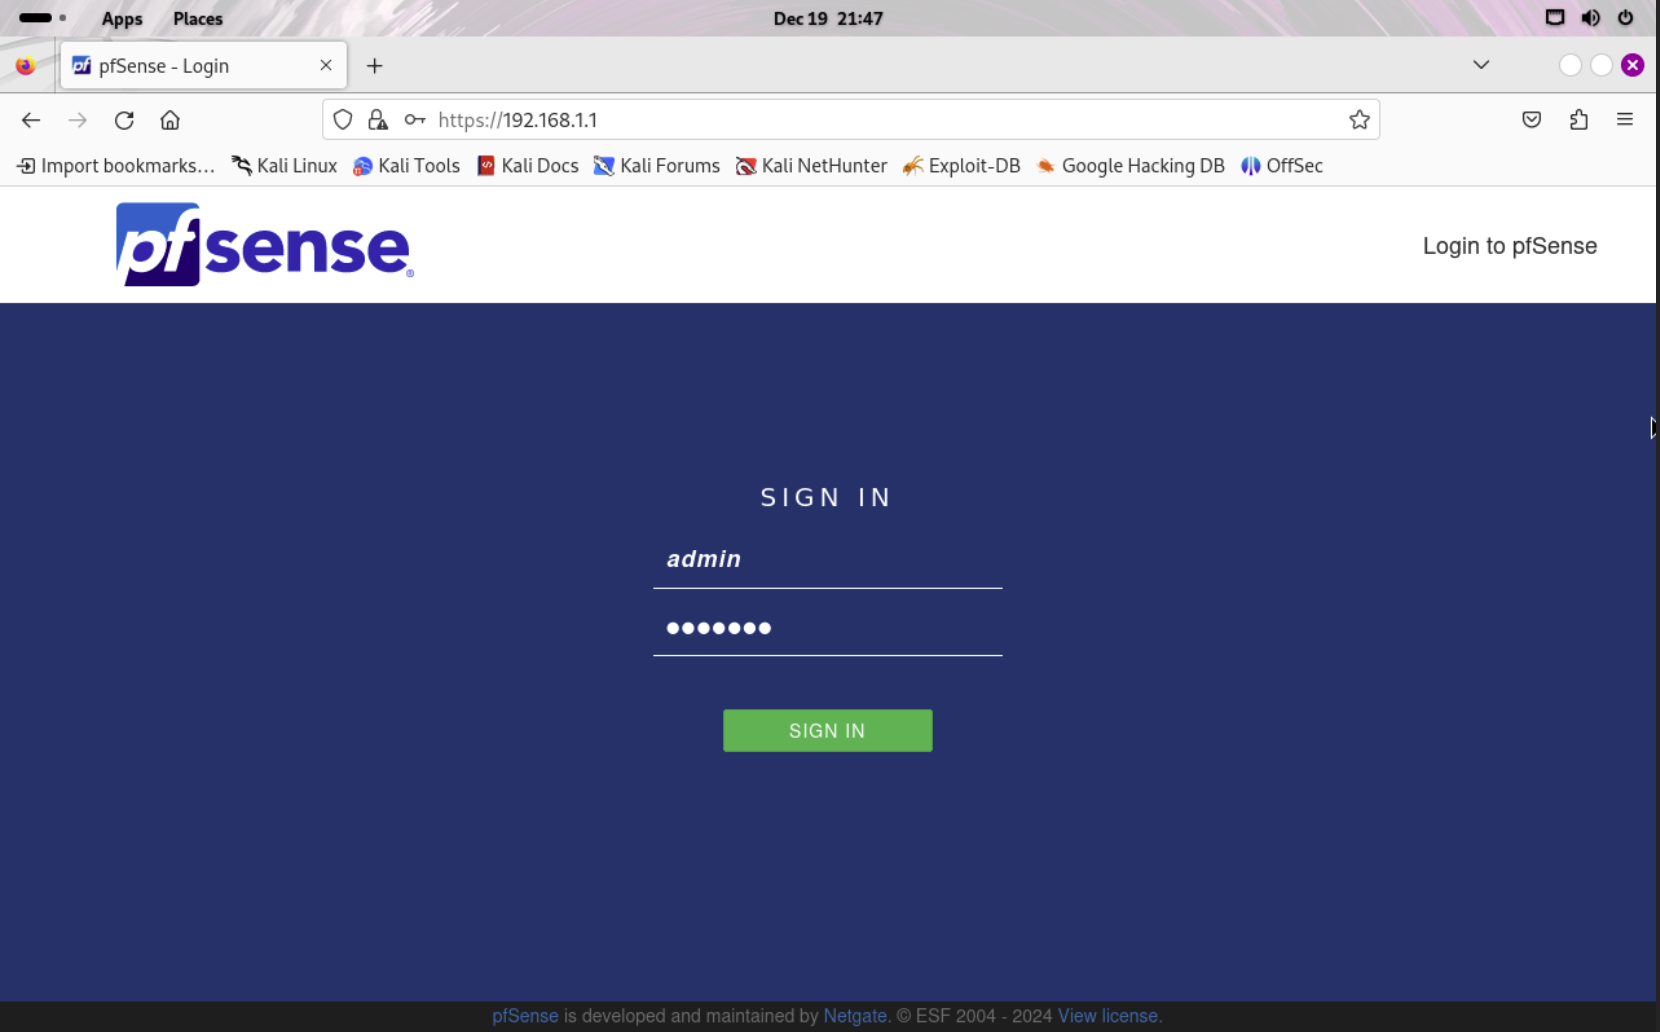 Apps Places Dec 19 21:47
pfSense - Login
https://192.168.1.1
Import bookmarks... Kali Linux Kali Tools Kali Docs Kali Forums Kali NetHunter Exploit-DB Google Hacking DB OffSec
pfsense® Login to pfSense
SIGN IN
admin
•••••••
SIGN IN
pfSense is developed and maintained by Netgate. © ESF 2004 - 2024 View license.